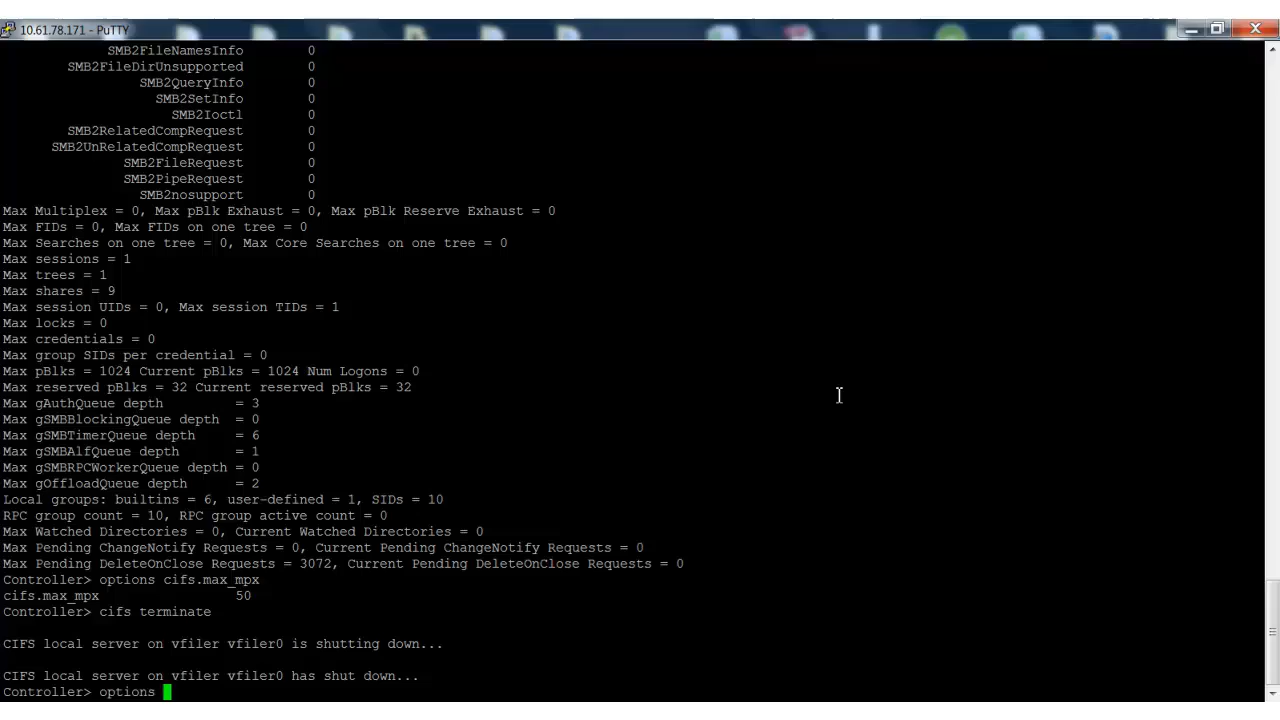 10.61.78.171 - PuTTY
SMB2FileNamesInfo 0
SMB2FileDirUnsupported 0
SMB2QueryInfo 0
SMB2SetInfo 0
SMB2Ioctl 0
SMB2RelatedCompRequest 0
SMB2UnRelatedCompRequest 0
SMB2FileRequest 0
SMB2PipeRequest 0
SMB2nosupport 0
Max Multiplex = 0, Max pBlk Exhaust = 0, Max pBlk Reserve Exhaust = 0
Max FIDs = 0, Max FIDs on one tree = 0
Max Searches on one tree = 0, Max Core Searches on one tree = 0
Max sessions = 1
Max trees = 1
Max shares = 9
Max session UIDs = 0, Max session TIDs = 1
Max locks = 0
Max credentials = 0
Max group SIDs per credential = 0
Max pBlks = 1024 Current pBlks = 1024 Num Logons = 0
Max reserved pBlks = 32 Current reserved pBlks = 32
Max gAuthQueue depth = 3
Max gSMBBlockingQueue depth = 0
Max gSMBTimerQueue depth = 6
Max gSMBAlfQueue depth = 1
Max gSMBRPCWorkerQueue depth = 0
Max gOffloadQueue depth = 2
Local groups: builtins = 6, user-defined = 1, SIDs = 10
RPC group count = 10, RPC group active count = 0
Max Watched Directories = 0, Current Watched Directories = 0
Max Pending ChangeNotify Requests = 0, Current Pending ChangeNotify Requests = 0
Max Pending DeleteOnClose Requests = 3072, Current Pending DeleteOnClose Requests = 0
Controller> options cifs.max_mpx
cifs.max_mpx 50
Controller> cifs terminate
CIFS local server on vfiler vfiler0 is shutting down...
CIFS local server on vfiler vfiler0 has shut down...
Controller> options